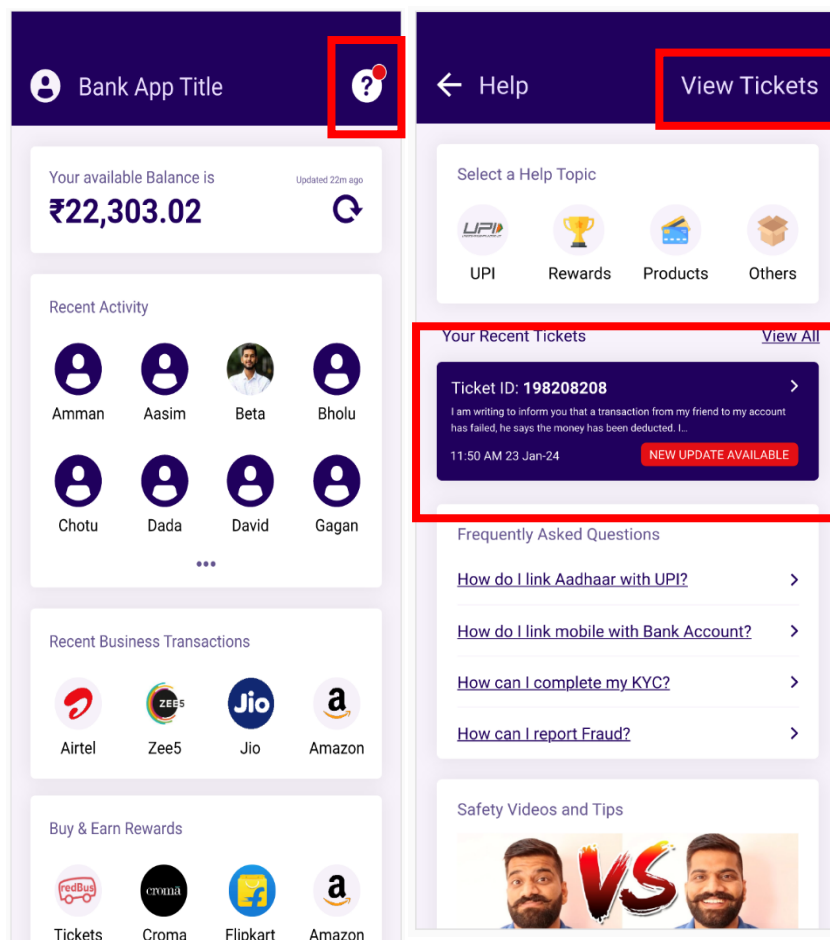 Bank App Title
?
Your available Balance is
Updated 22m ago
₹22,303.02
Recent Activity
Amman Aasim Beta Bholu
Chotu Dada David Gagan
Recent Business Transactions
ZEE5 Jio a
Airtel Zee5 Jio Amazon
Buy & Earn Rewards
redBus cromā a
Tickets Croma Flipkart Amazon
Help
View Tickets
Select a Help Topic
UPI
UPI Rewards Products Others
Your Recent Tickets View All
Ticket ID: 198208208
I am writing to inform you that a transaction from my friend to my account
has failed, he says the money has been deducted. I...
11:50 AM 23 Jan-24 NEW UPDATE AVAILABLE
Frequently Asked Questions
How do I link Aadhaar with UPI?
How do I link mobile with Bank Account?
How can I complete my KYC?
How can I report Fraud?
Safety Videos and Tips
VS